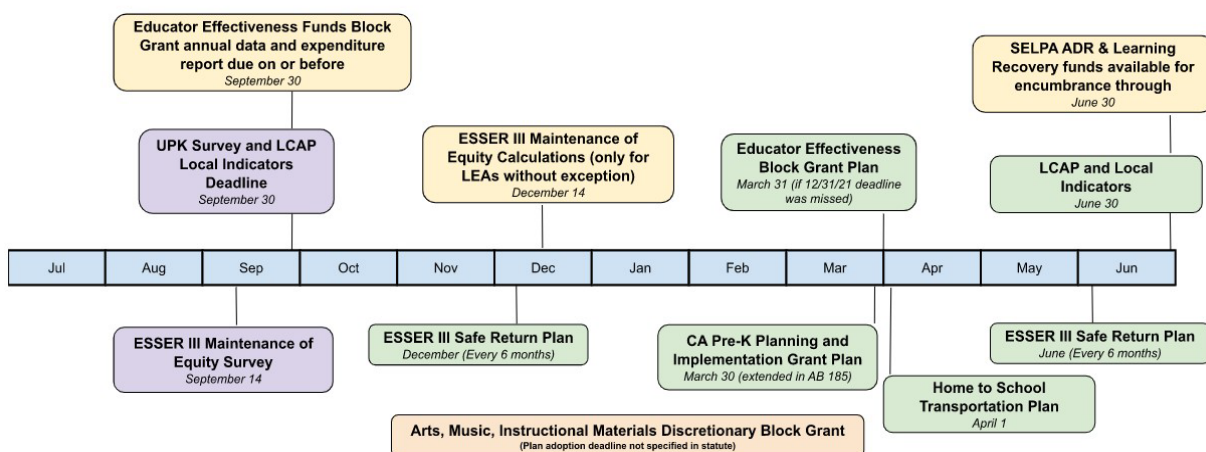 Educator Effectiveness Funds Block
Grant annual data and expenditure
report due on or before
September 30
SELPA ADR & Learning
Recovery funds available for
encumbrance through
June 30
UPK Survey and LCAP
Local Indicators
Deadline
September 30
ESSER III Maintenance of
Equity Calculations (only for
LEAs without exception)
December 14
Educator Effectiveness
Block Grant Plan
March 31 (if 12/31/21 deadline
was missed)
LCAP and Local
Indicators
June 30
Jul Aug Sep Oct Nov Dec Jan Feb Mar Apr May Jun
ESSER III Maintenance of
Equity Survey
September 14
ESSER III Safe Return Plan
December (Every 6 months)
CA Pre-K Planning and
Implementation Grant Plan
March 30 (extended in AB 185)
ESSER III Safe Return Plan
June (Every 6 months)
Home to School
Transportation Plan
April 1
Arts, Music, Instructional Materials Discretionary Block Grant
(Plan adoption deadline not specified in statute)